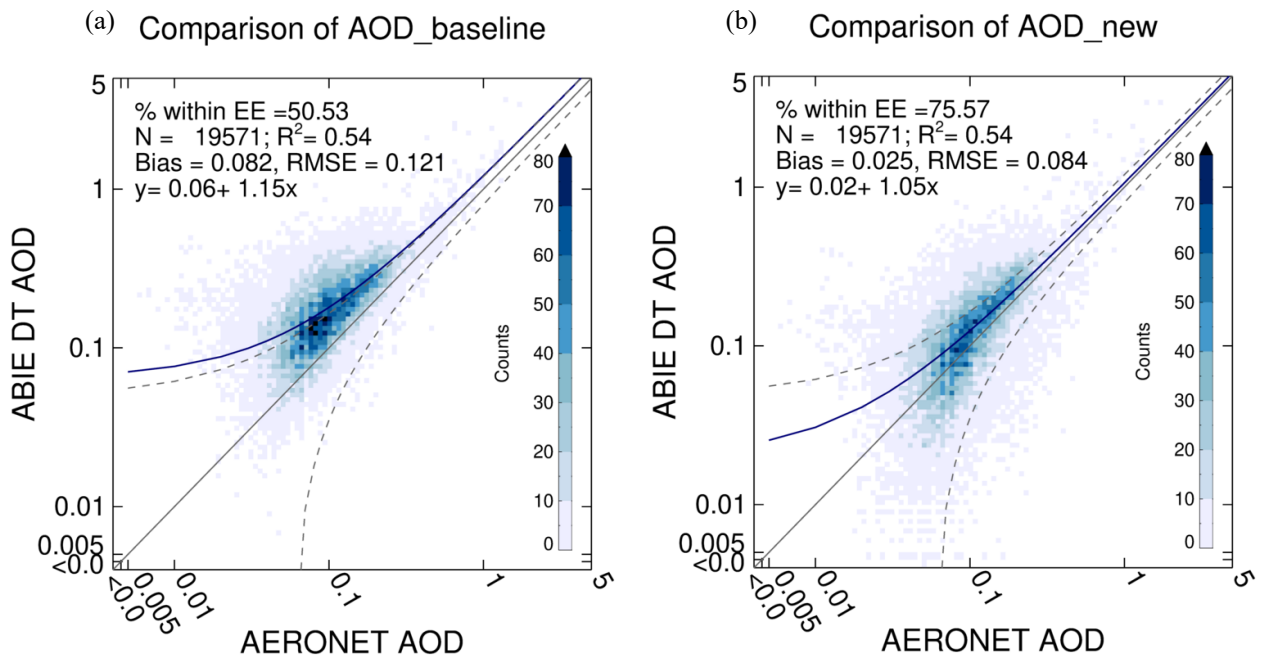 (a) Comparison of AOD_baseline
% within EE =50.53
N = 19571; R²= 0.54
Bias = 0.082, RMSE = 0.121
y= 0.06+ 1.15x
5
1
0.1
0.01
0.005
<0.0
ABIE DT AOD
<0.0
0.005
0.01
0.1
1
5
AERONET AOD
Counts
80
70
60
50
40
30
20
10
0
(b) Comparison of AOD_new
% within EE =75.57
N = 19571; R²= 0.54
Bias = 0.025, RMSE = 0.084
y= 0.02+ 1.05x
5
1
0.1
0.01
0.005
<0.0
ABIE DT AOD
<0.0
0.005
0.01
0.1
1
5
AERONET AOD
Counts
80
70
60
50
40
30
20
10
0